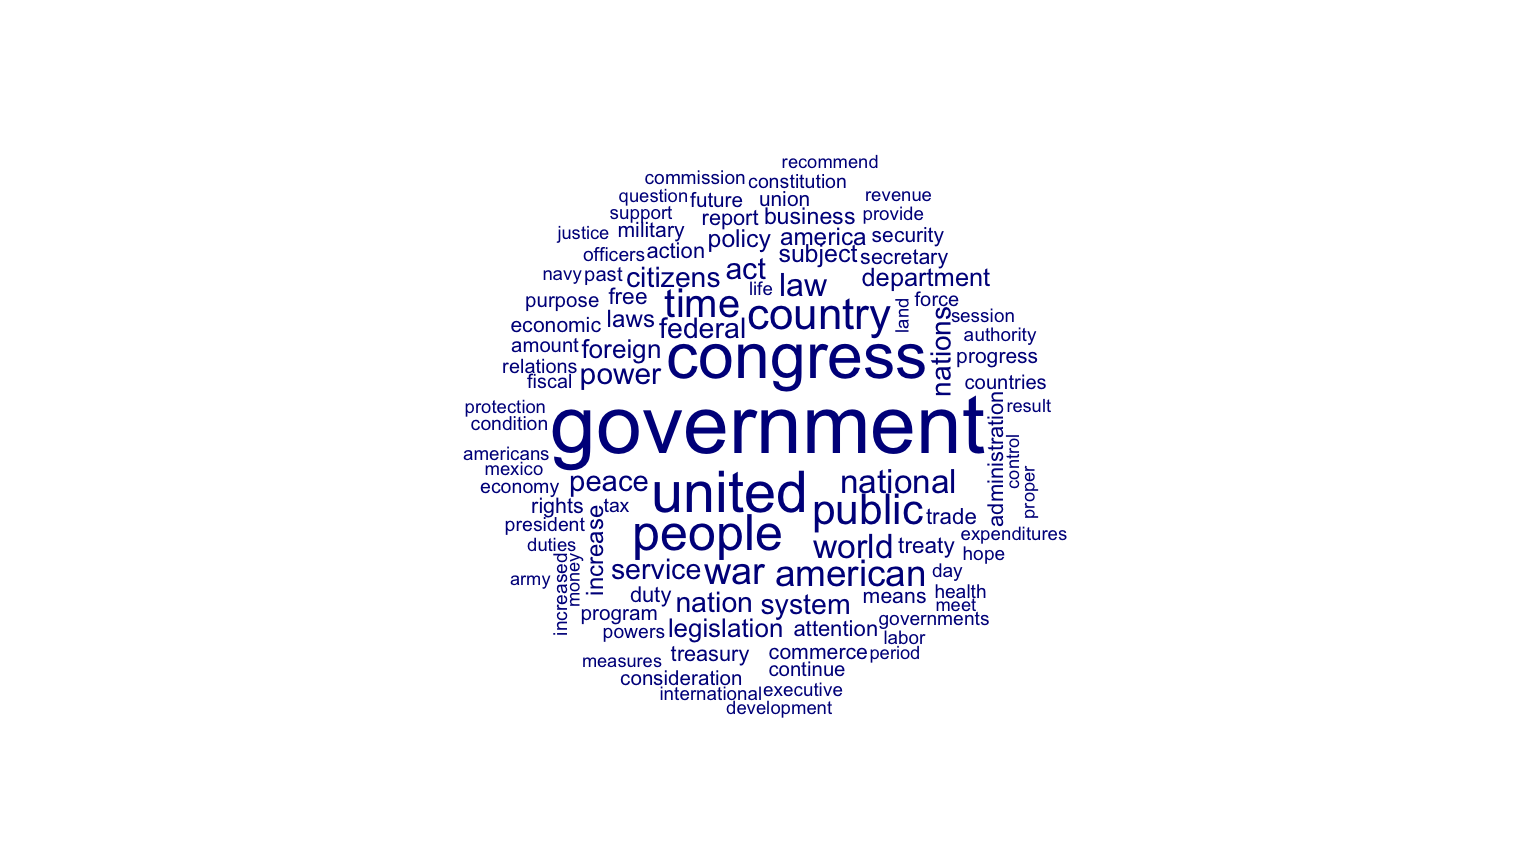 recommend
commission constitution
question future union revenue
support report business provide
justice military policy america security
officers action subject secretary
navy past citizens act law department
purpose free time life country land force
economic laws federal nations session
amount foreign congress authority
relations power progress
fiscal countries
protection government administration result
condition
americans control
mexico peace united national proper
economy
rights tax public trade
president increase people expenditures
duties world treaty hope
army increased money service war american day
duty nation system means health
program meet
powers legislation attention governments
labor
measures treasury commerce period
consideration continue
international executive
development